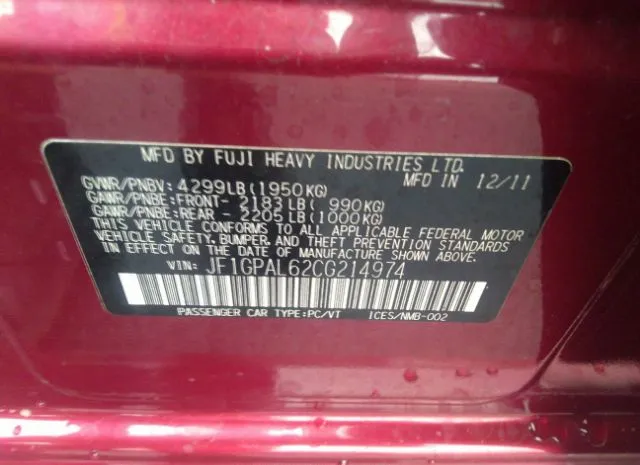 MFD BY FUJI HEAVY INDUSTRIES LTD.
MFD IN 12/11
GVWR/PNBV: 4299LB(1950KG)
GAWR/PNBE:FRONT- 2183LB( 990KG)
GAWR/PNBE:REAR - 2205LB(1000KG)
THIS VEHICLE CONFORMS TO ALL APPLICABLE FEDERAL MOTOR
VEHICLE SAFETY, BUMPER, AND THEFT PREVENTION STANDARDS
IN EFFECT ON THE DATE OF MANUFACTURE SHOWN ABOVE.
VIN: JF1GPAL62CG214974
PASSENGER CAR TYPE:PC/VT ICES/NMB-002